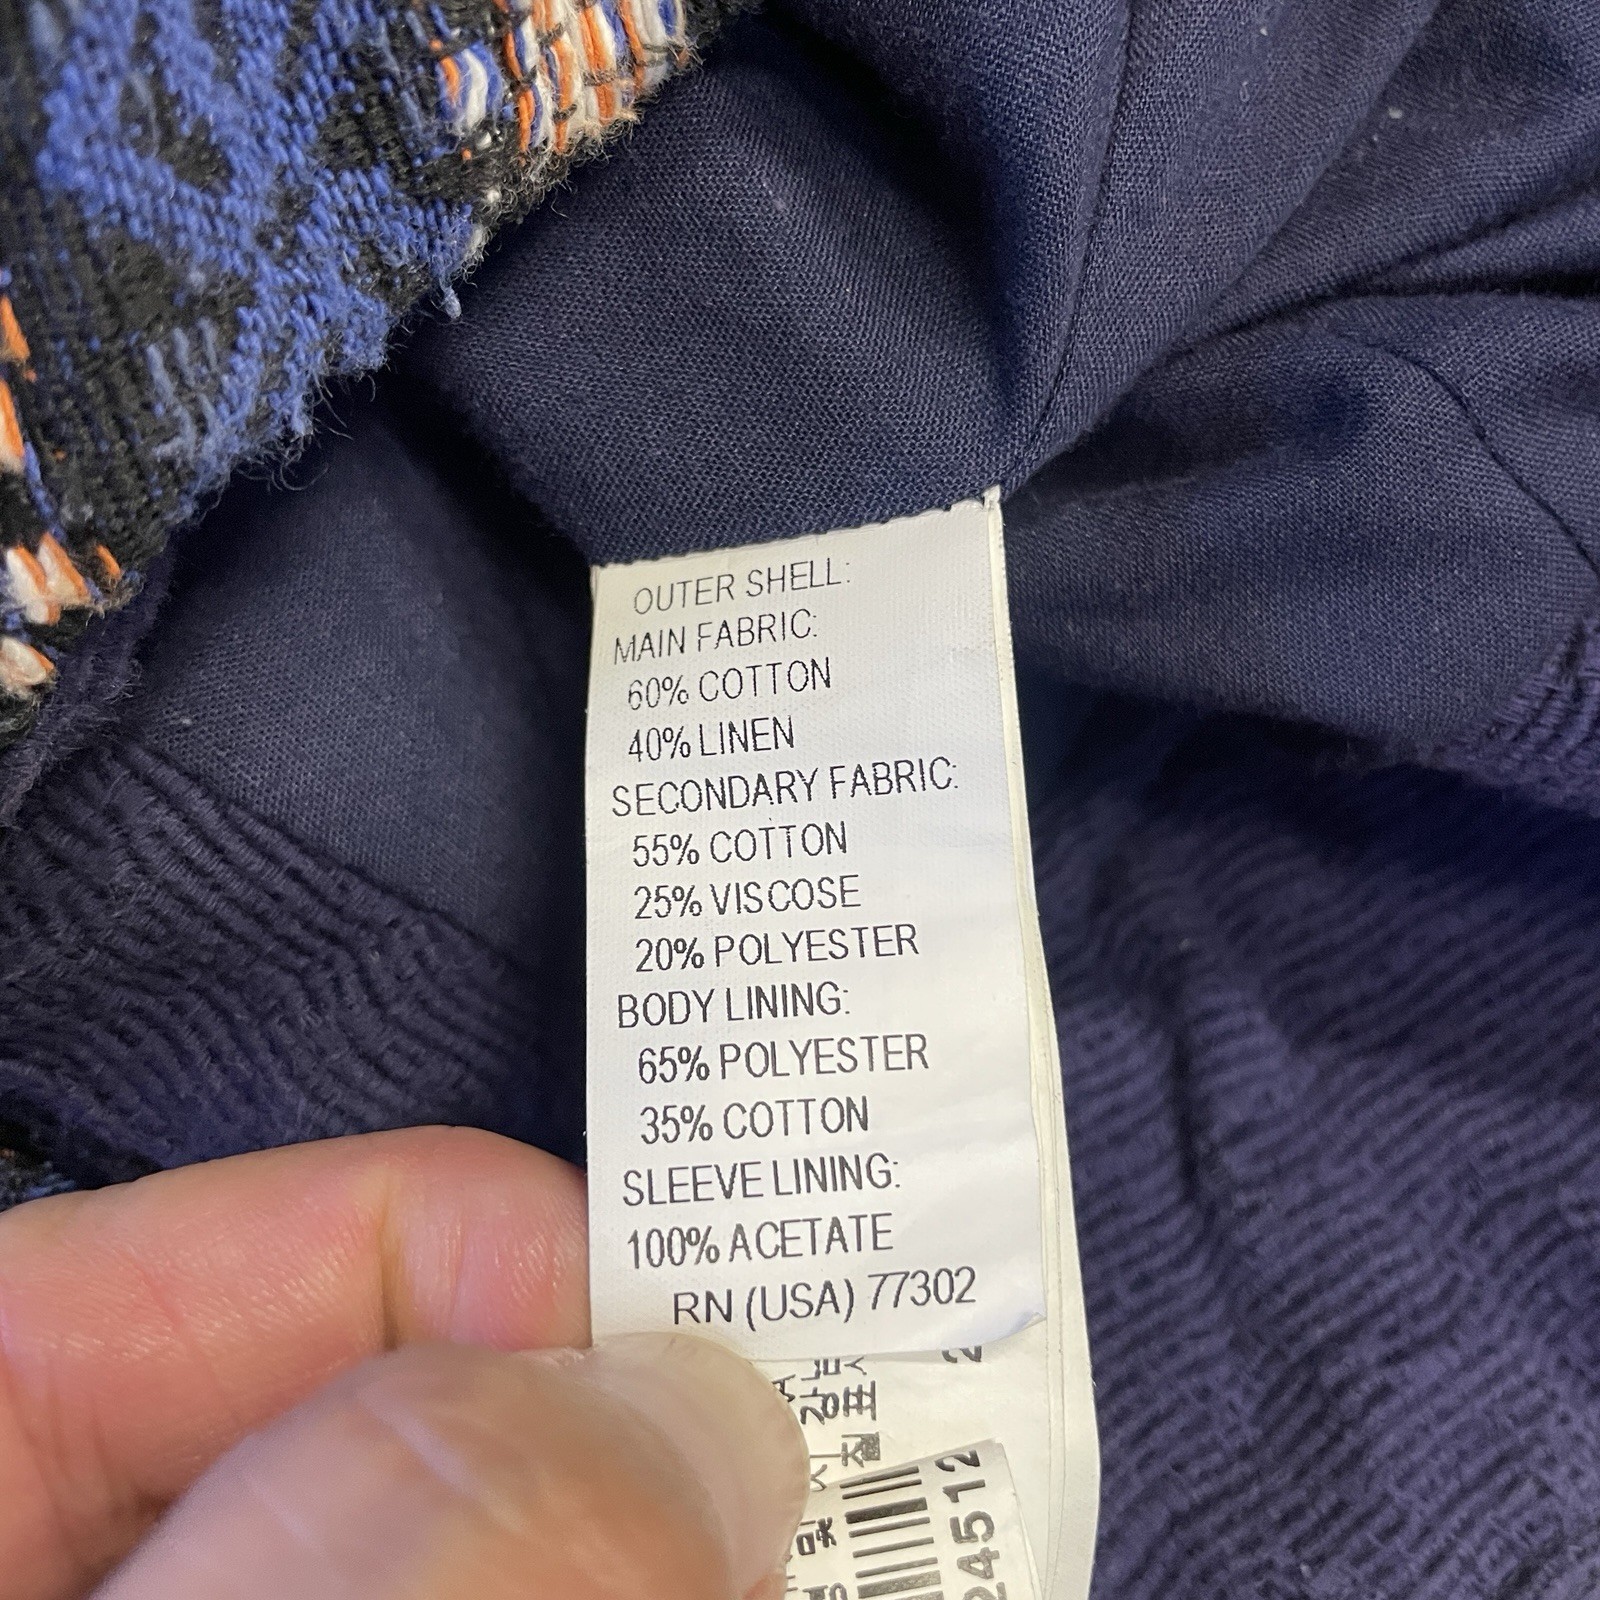 OUTER SHELL:
MAIN FABRIC:
60% COTTON
40% LINEN
SECONDARY FABRIC:
55% COTTON
25% VISCOSE
20% POLYESTER
BODY LINING:
65% POLYESTER
35% COTTON
SLEEVE LINING:
100% ACETATE
RN (USA) 77302
24512